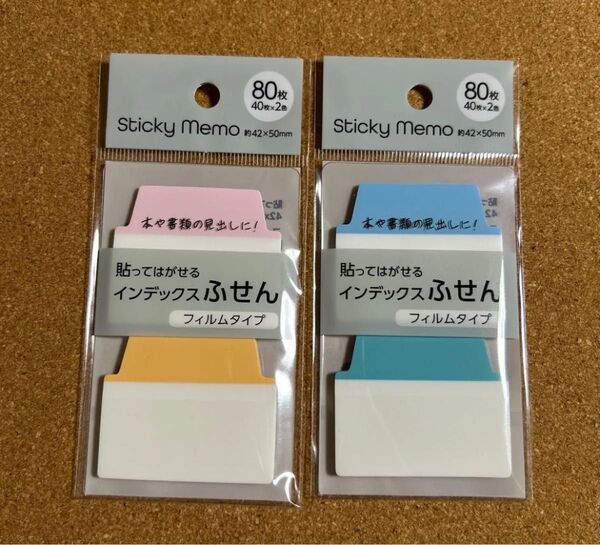 80枚
40枚×2色
Sticky Memo 約42×50mm
本や書類の見出しに!
貼ってはがせる
インデックス ふせん
フィルムタイプ
80枚
40枚×2色
Sticky Memo 約42×50mm
本や書類の見出しに!
貼ってはがせる
インデックス ふせん
フィルムタイプ